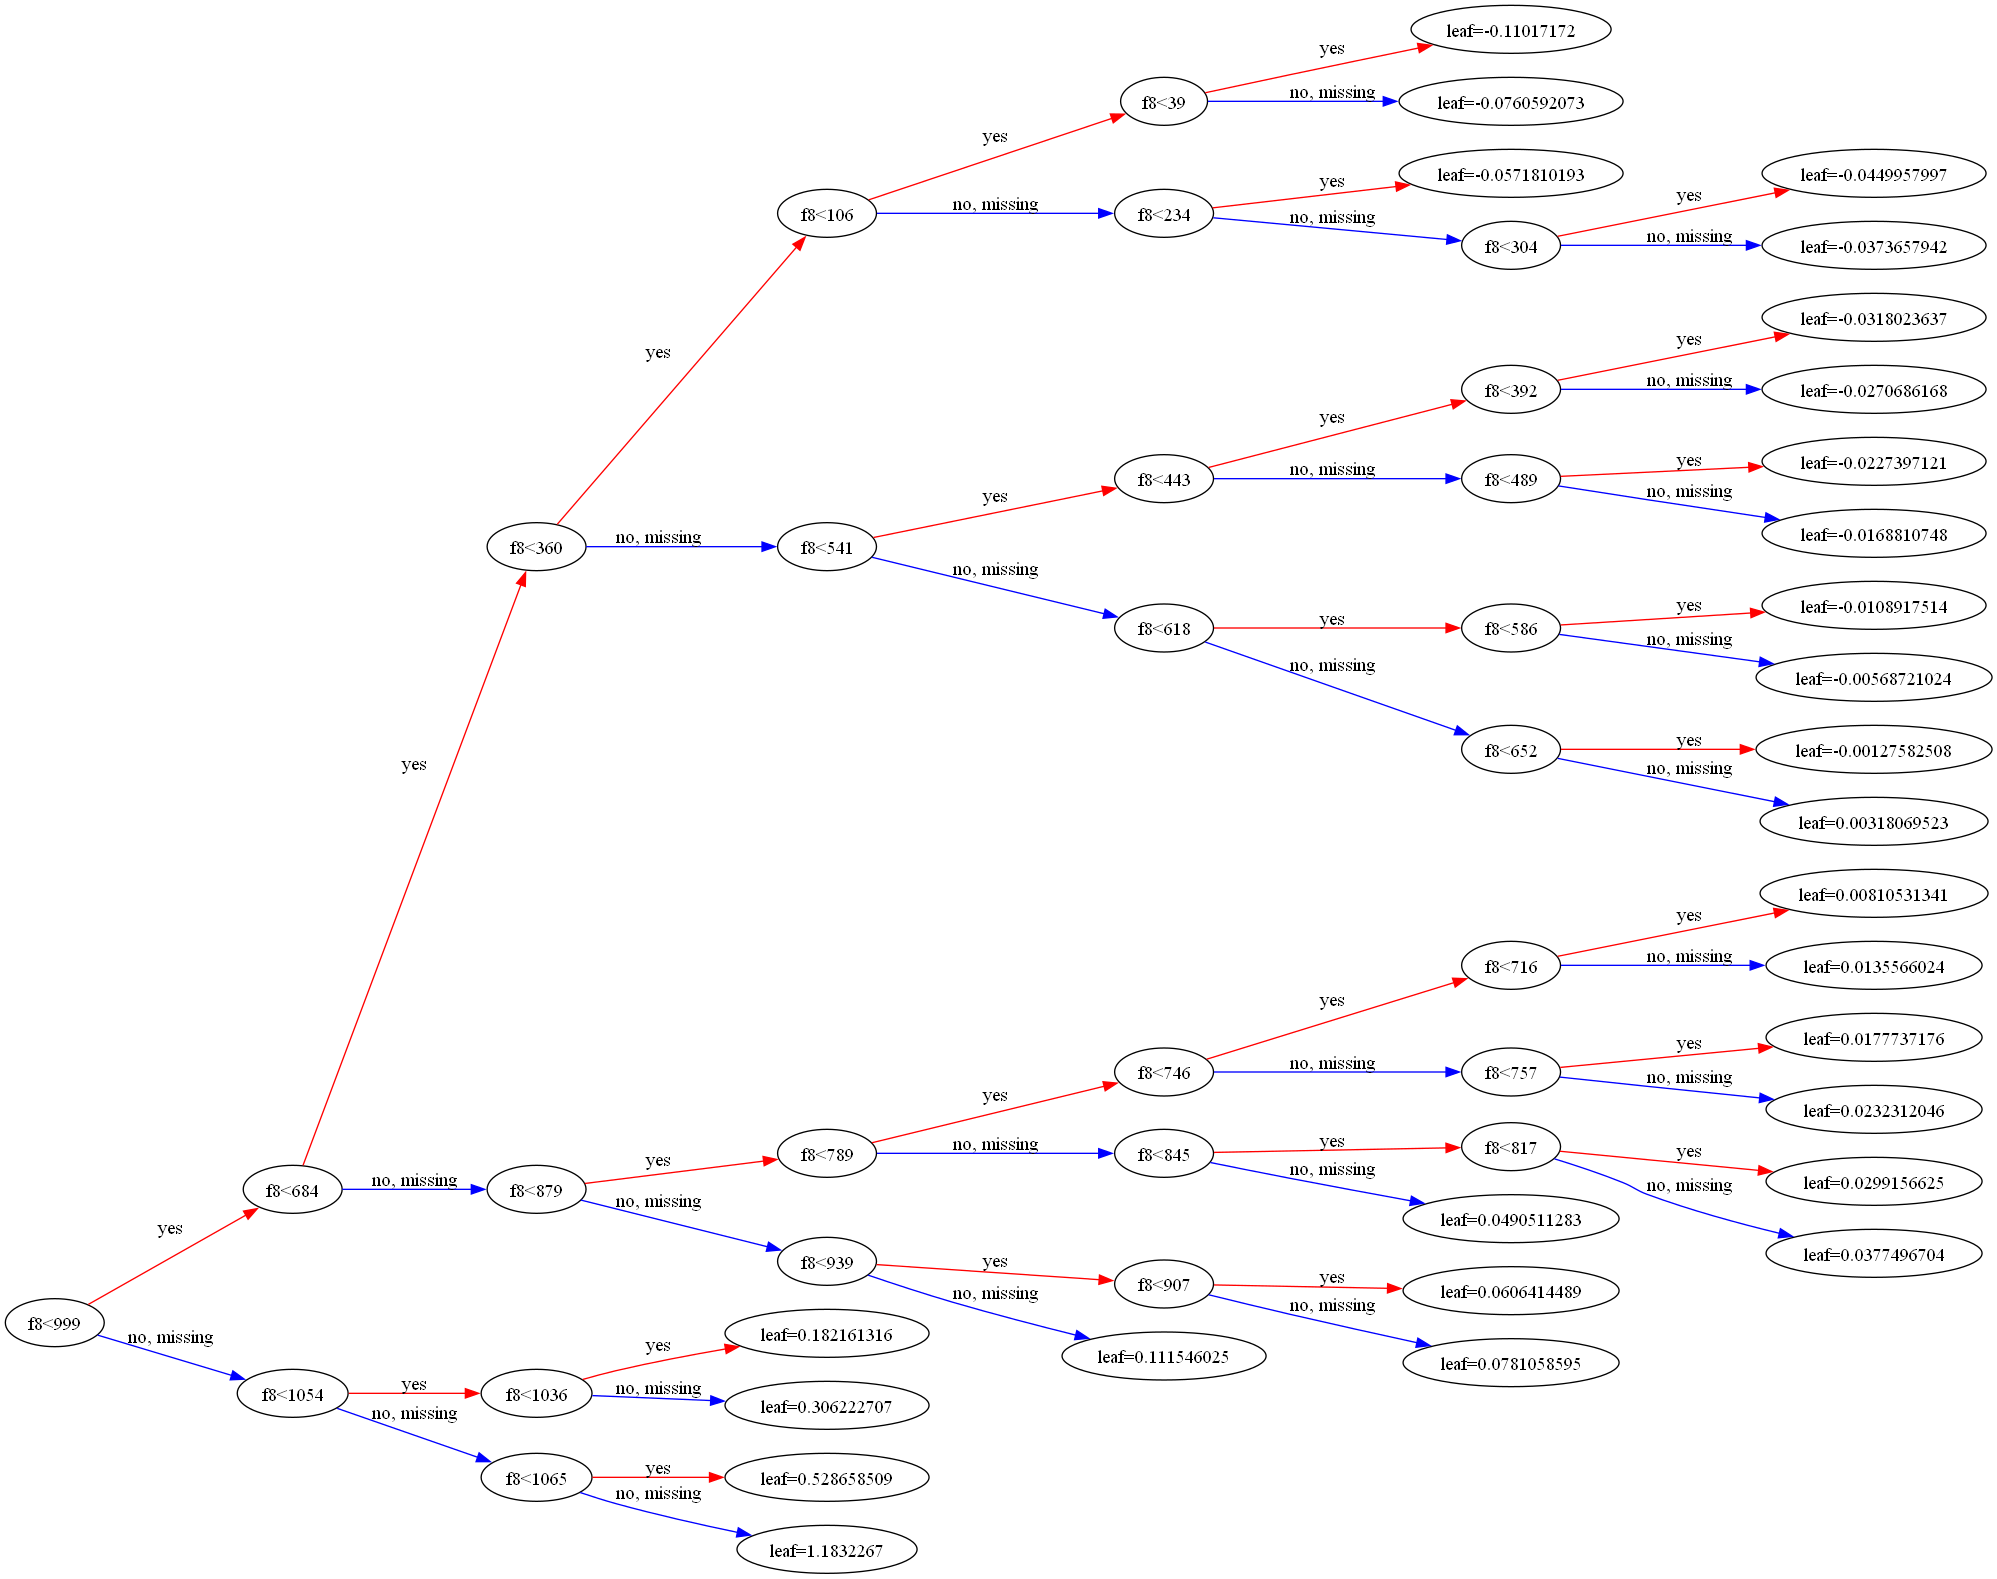 leaf=-0.11017172
yes
f8<39
no, missing
leaf=-0.0760592073
yes
f8<106
no, missing
f8<234
yes
leaf=-0.0571810193
no, missing
f8<304
yes
leaf=-0.0449957997
no, missing
leaf=-0.0373657942
yes
f8<360
no, missing
f8<541
yes
f8<443
yes
f8<392
yes
leaf=-0.0318023637
no, missing
leaf=-0.0270686168
no, missing
f8<489
yes
leaf=-0.0227397121
no, missing
leaf=-0.0168810748
no, missing
f8<618
yes
f8<586
yes
leaf=-0.0108917514
no, missing
leaf=-0.00568721024
no, missing
f8<652
yes
leaf=-0.00127582508
no, missing
leaf=0.00318069523
yes
f8<684
no, missing
f8<879
yes
f8<789
yes
f8<746
yes
f8<716
yes
leaf=0.00810531341
no, missing
leaf=0.0135566024
no, missing
f8<757
yes
leaf=0.0177737176
no, missing
leaf=0.0232312046
no, missing
f8<845
yes
f8<817
yes
leaf=0.0299156625
no, missing
leaf=0.0377496704
no, missing
leaf=0.0490511283
no, missing
f8<939
yes
f8<907
yes
leaf=0.0606414489
no, missing
leaf=0.0781058595
no, missing
leaf=0.111546025
yes
f8<999
no, missing
f8<1054
yes
f8<1036
yes
leaf=0.182161316
no, missing
leaf=0.306222707
no, missing
f8<1065
yes
leaf=0.528658509
no, missing
leaf=1.1832267